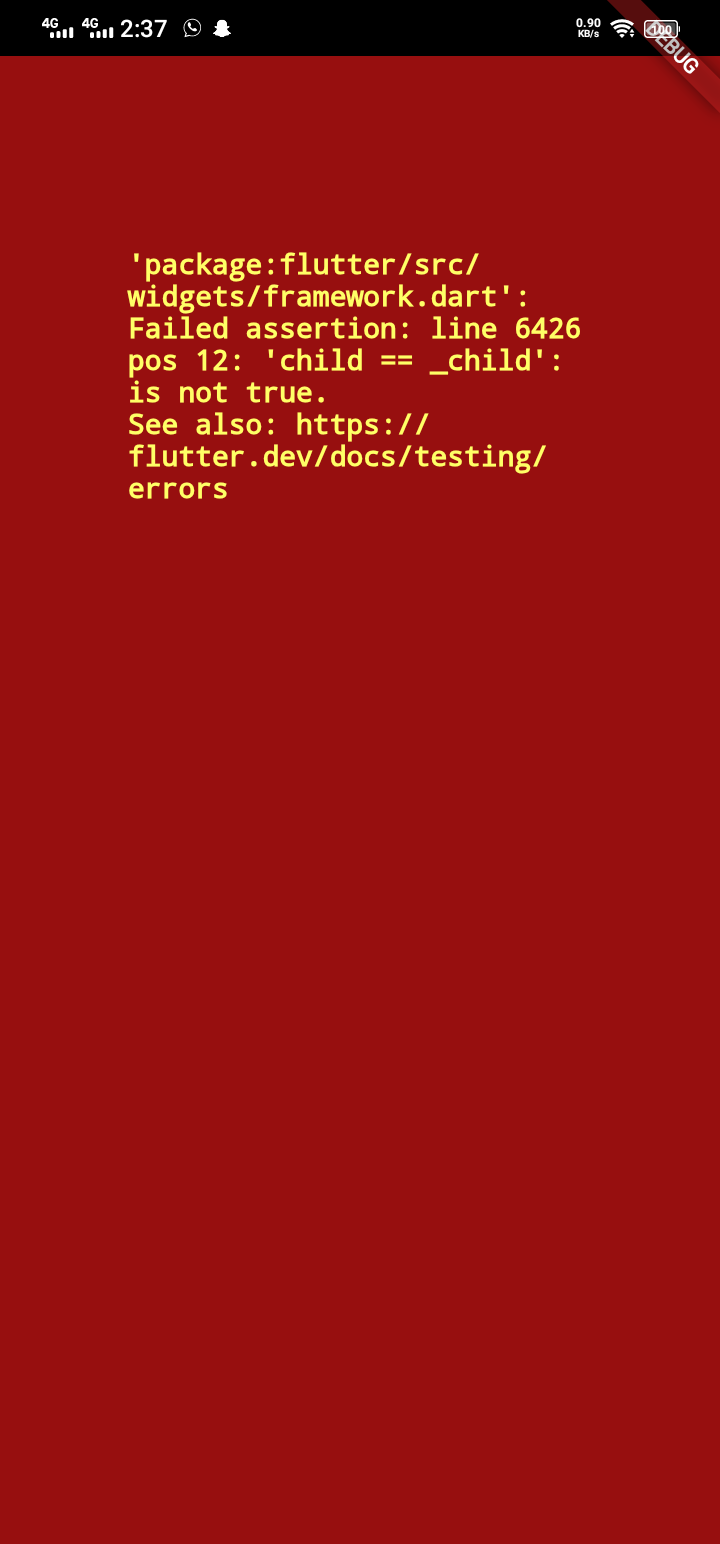 4G 4G 2:37 0.90 KB/s 100
DEBUG
'package:flutter/src/
widgets/framework.dart':
Failed assertion: line 6426
pos 12: 'child == _child':
is not true.
See also: https://
flutter.dev/docs/testing/
errors